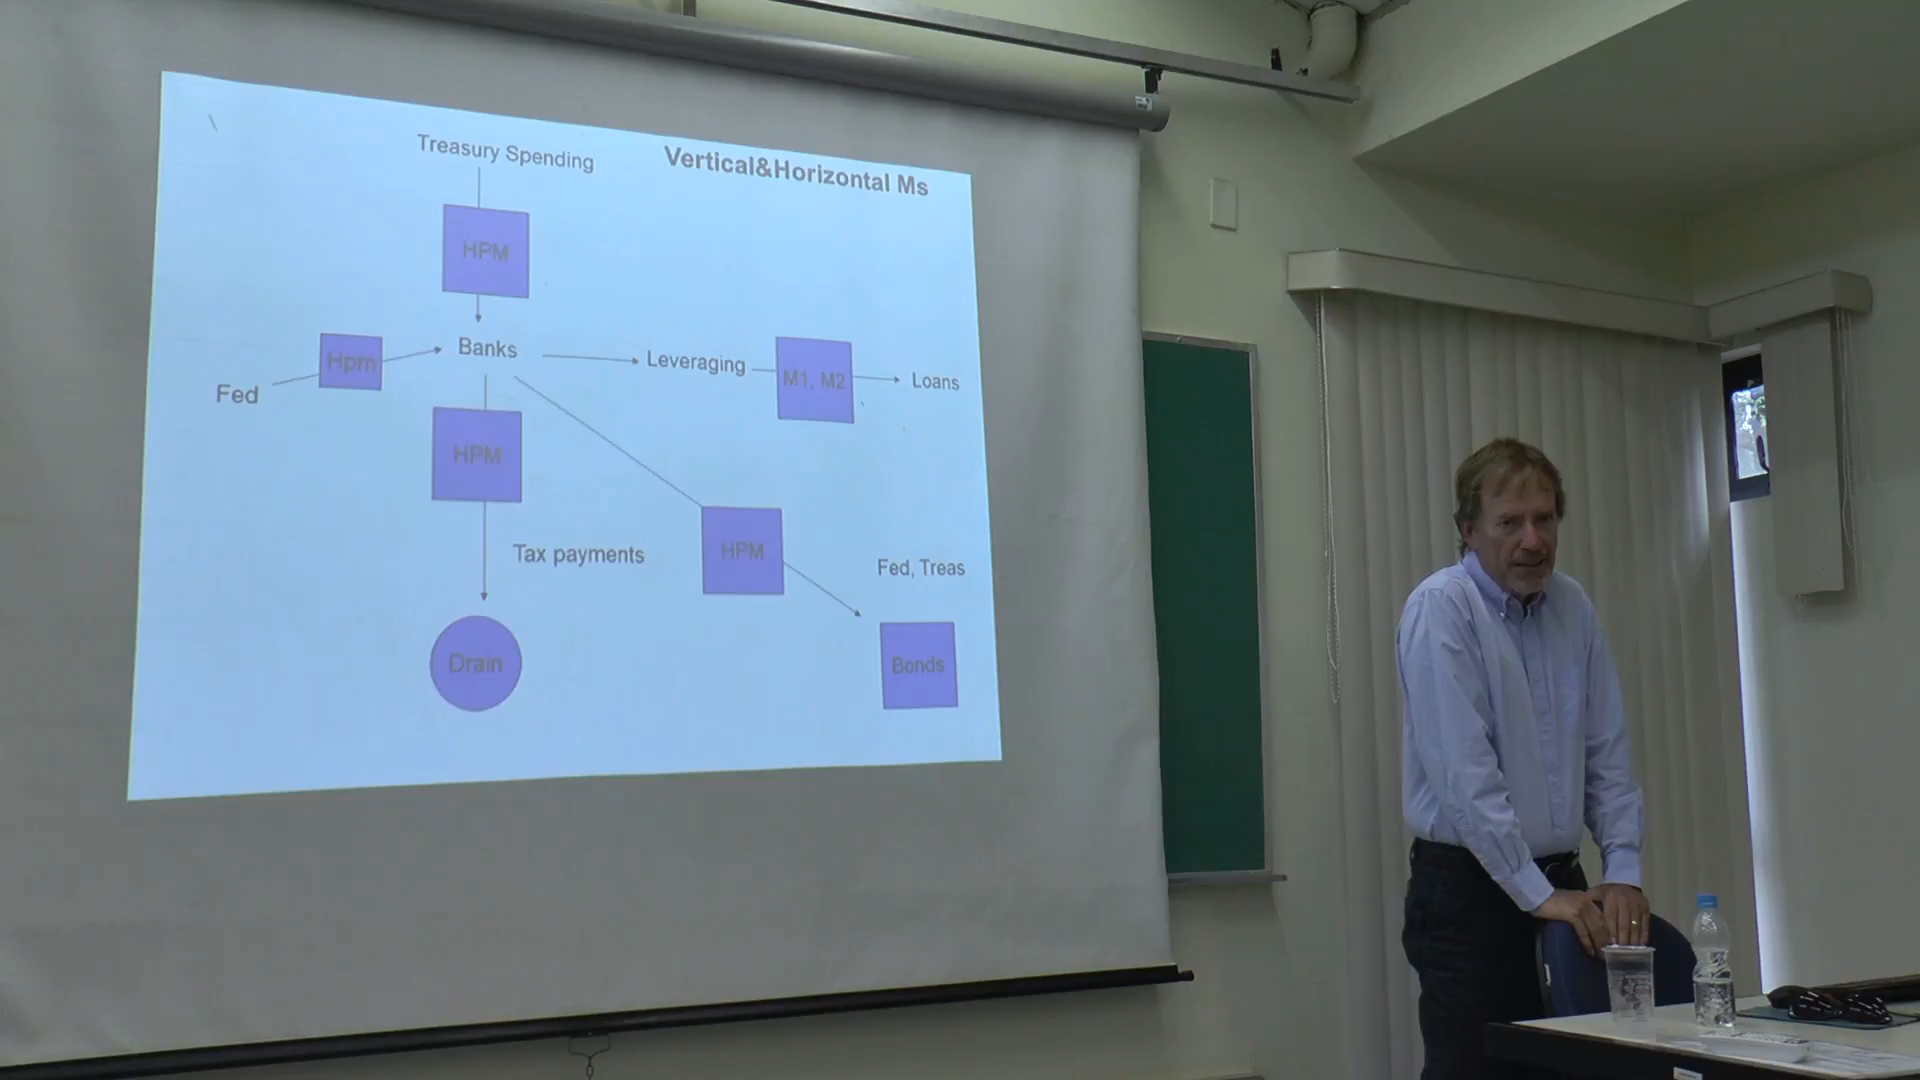 Treasury Spending
Vertical&Horizontal Ms
HPM
Banks
Hpm
Fed
Leveraging
M1, M2
Loans
HPM
Tax payments
HPM
Fed, Treas
Drain
Bonds